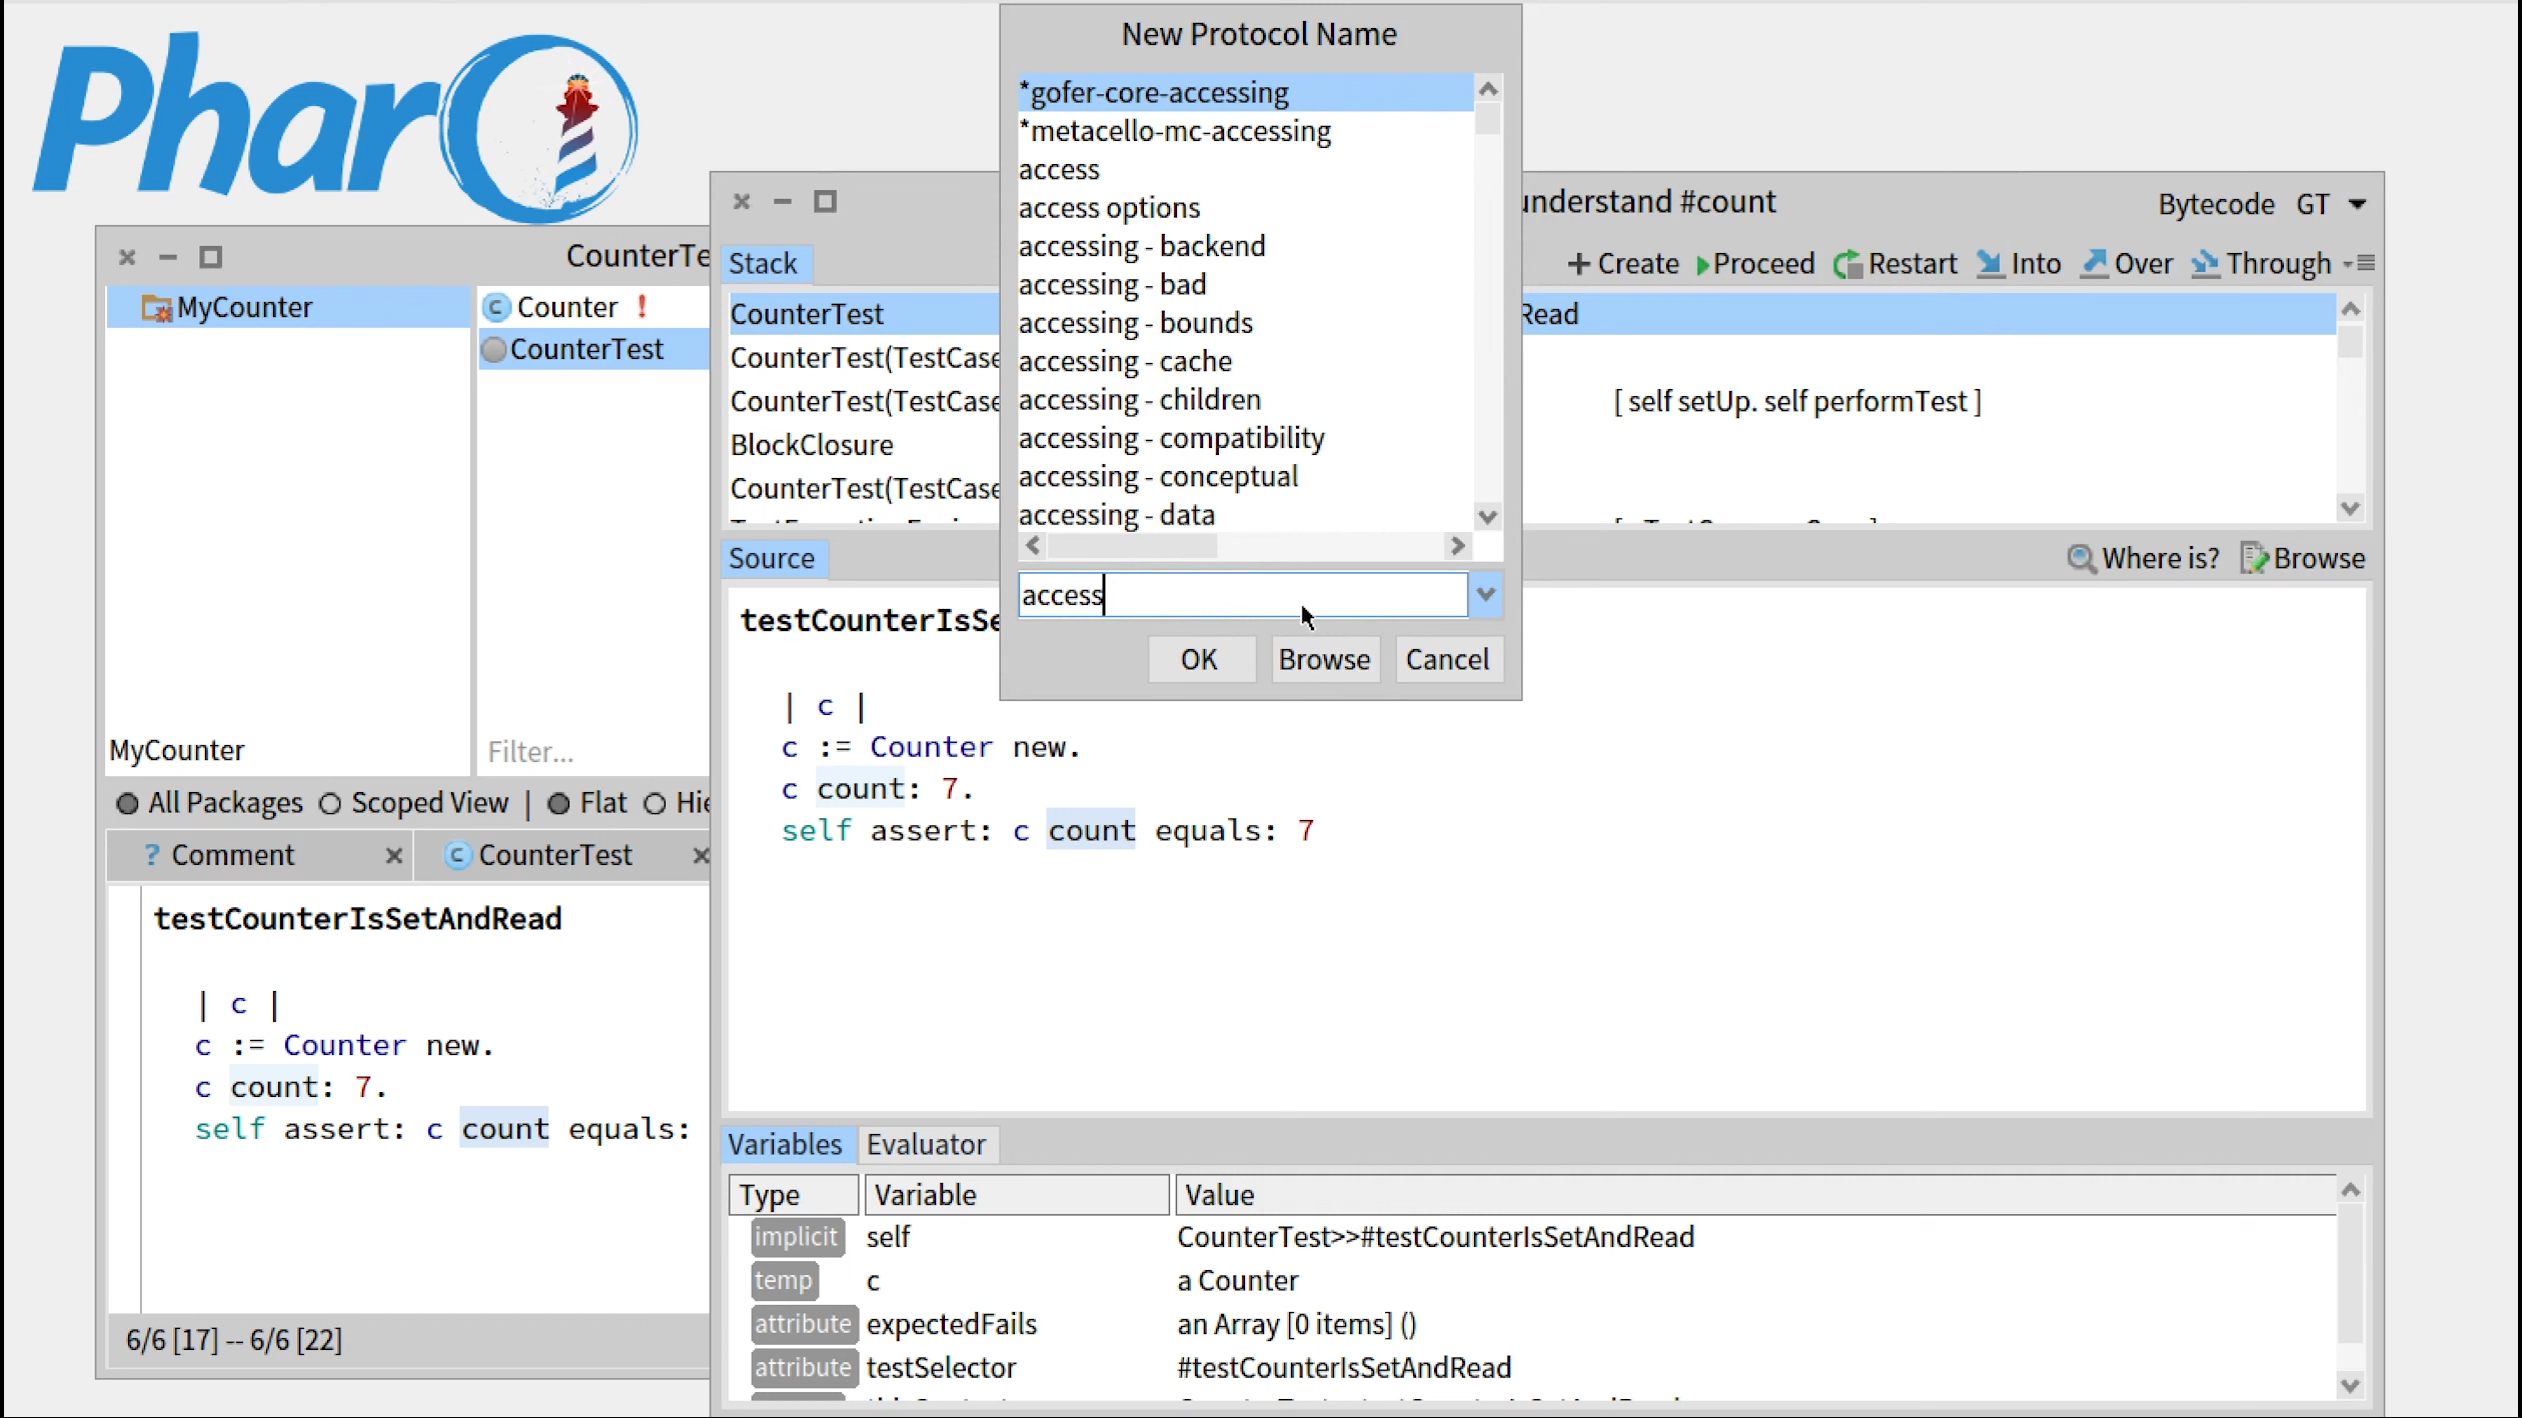 Pharo
New Protocol Name
*gofer-core-accessing
*metacello-mc-accessing
access
access options
accessing - backend
accessing - bad
accessing - bounds
accessing - cache
accessing - children
accessing - compatibility
accessing - conceptual
accessing - data
access
OK Browse Cancel
CounterTe
MyCounter
Counter !
CounterTest
MyCounter
Filter...
All Packages Scoped View | Flat Hie
? Comment CounterTest
testCounterIsSetAndRead
| c |
c := Counter new.
c count: 7.
self assert: c count equals:
6/6 [17] -- 6/6 [22]
understand #count
Bytecode GT
Stack
+ Create Proceed Restart Into Over Through
CounterTest Read
CounterTest(TestCase
CounterTest(TestCase [ self setUp. self performTest ]
BlockClosure
CounterTest(TestCase
Source
Where is? Browse
testCounterIsSe
| c |
c := Counter new.
c count: 7.
self assert: c count equals: 7
Variables Evaluator
Type Variable Value
implicit self CounterTest>>#testCounterIsSetAndRead
temp c a Counter
attribute expectedFails an Array [0 items] ()
attribute testSelector #testCounterIsSetAndRead